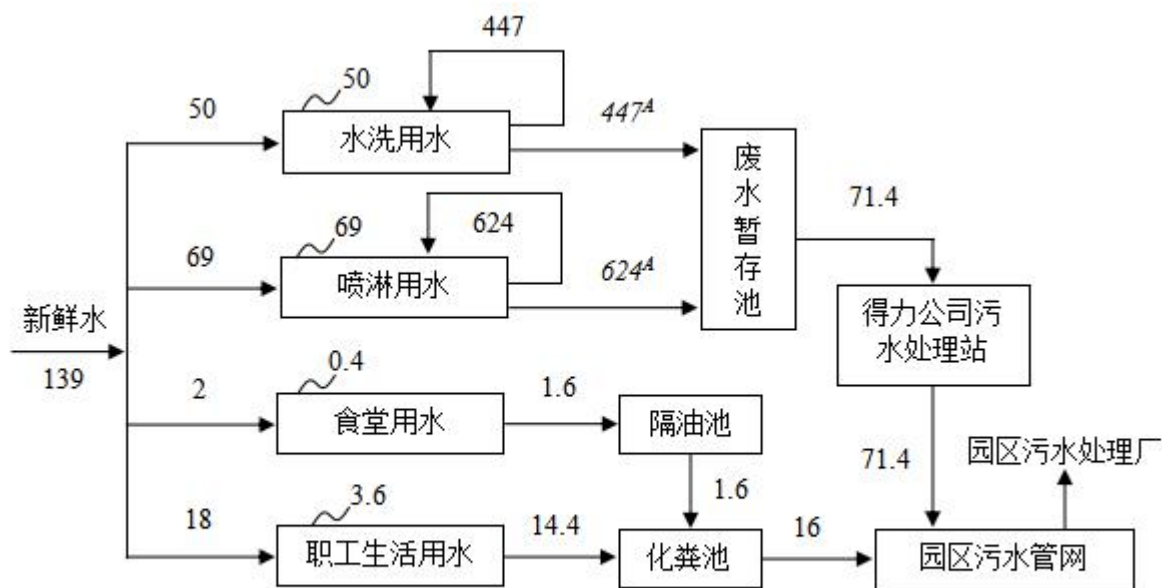 447
50
50
水洗用水
447ᴬ
废水暂存池
71.4
69
624
69
喷淋用水
624ᴬ
得力公司污
水处理站
新鲜水
139
0.4
2
食堂用水
1.6
隔油池
71.4
园区污水处理厂
1.6
3.6
18
职工生活用水
14.4
化粪池
16
园区污水管网